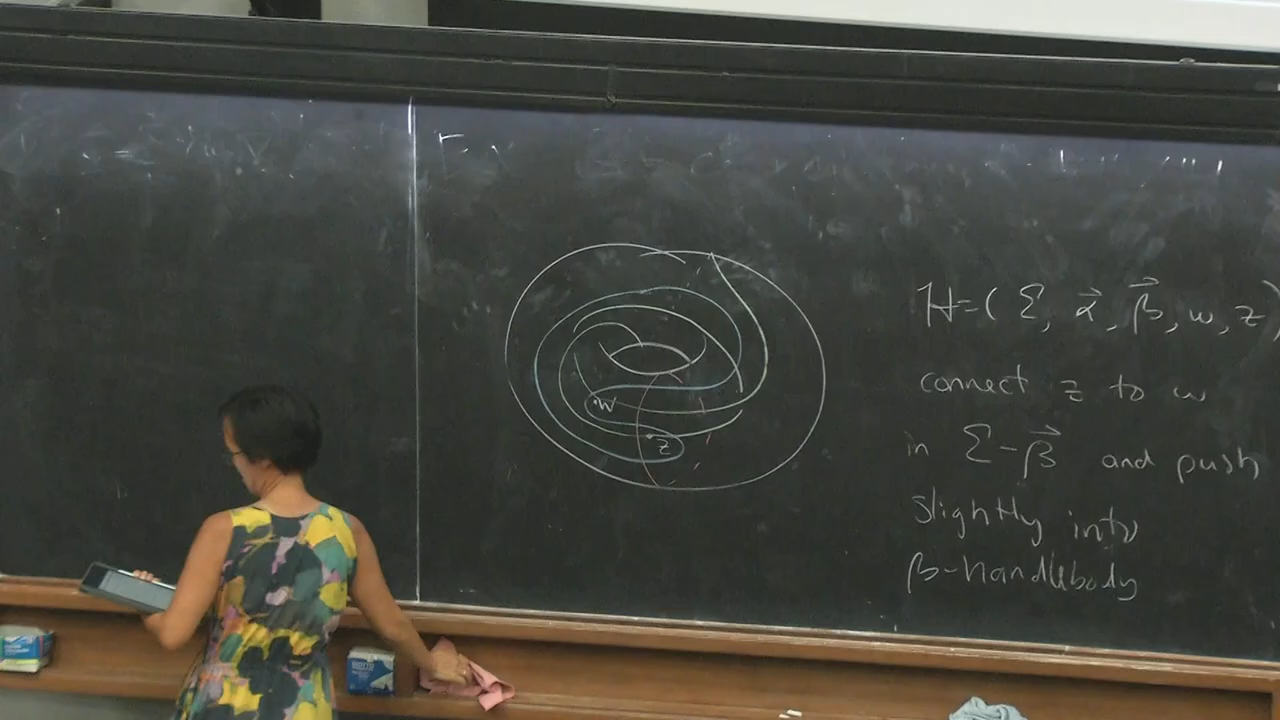 w
z
H=( Σ, α⃗, β⃗, w, z )
connect z to w
in Σ-β⃗ and push
slightly into
β-handlebody